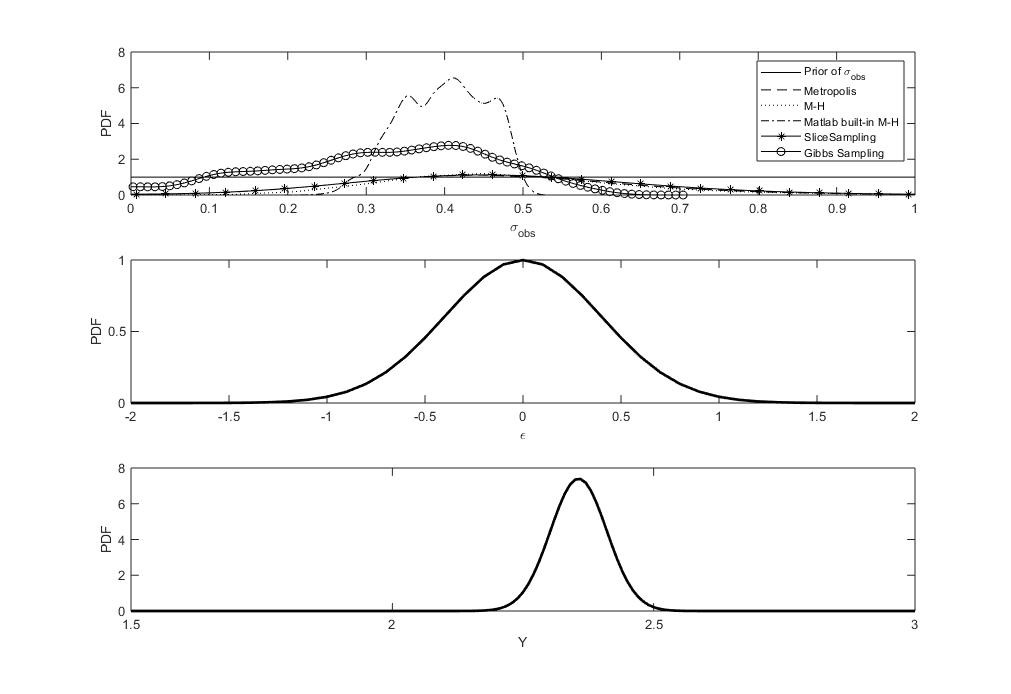 8
6
4
2
0
PDF
0 0.1 0.2 0.3 0.4 0.5 0.6 0.7 0.8 0.9 1
σobs
Prior of σobs
Metropolis
M-H
Matlab built-in M-H
SliceSampling
Gibbs Sampling
1
0.5
0
PDF
-2 -1.5 -1 -0.5 0 0.5 1 1.5 2
ϵ
8
6
4
2
0
PDF
1.5 2 2.5 3
Y